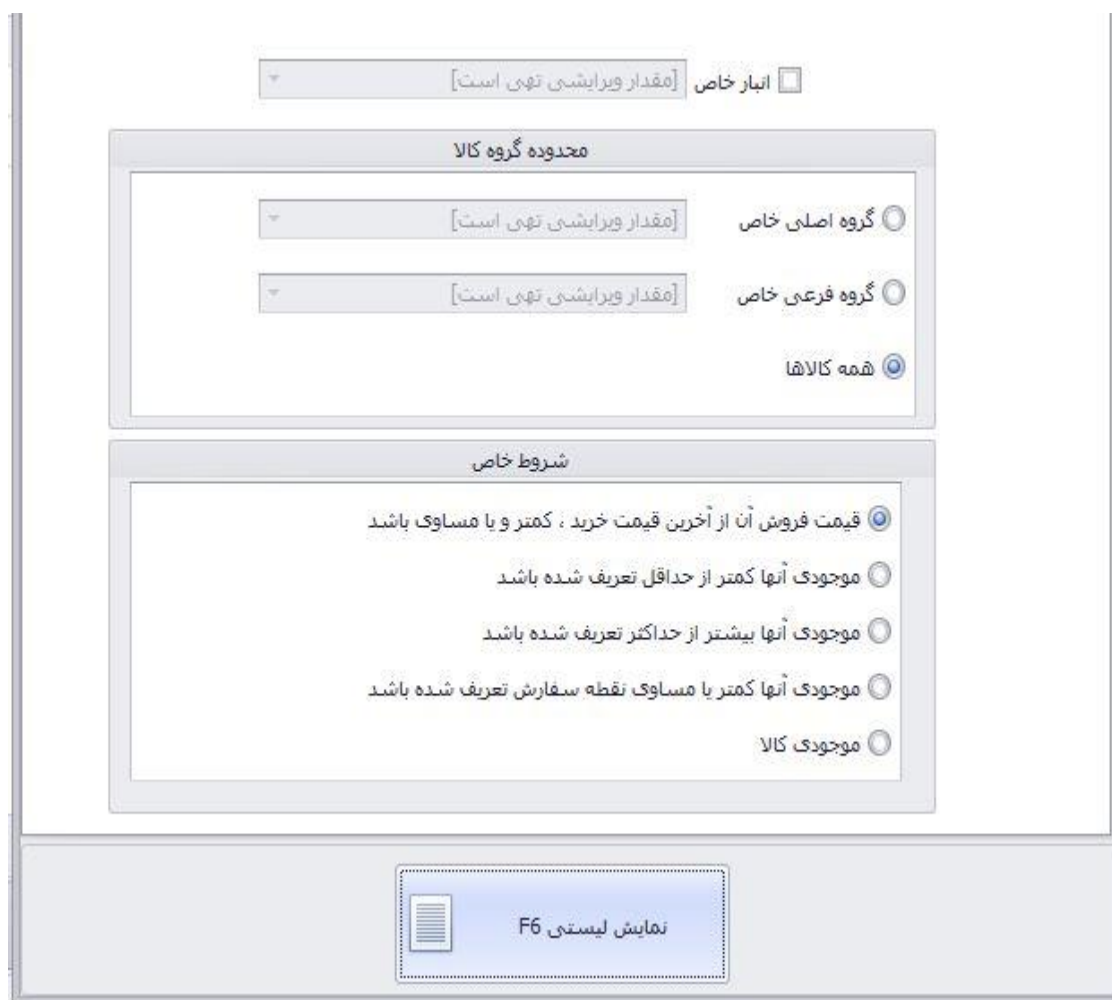 انبار خاص [مقدار ویرایشی تهی است]
محدوده گروه کالا
گروه اصلی خاص [مقدار ویرایشی تهی است]
گروه فرعی خاص [مقدار ویرایشی تهی است]
همه کالاها
شروط خاص
قیمت فروش آن از آخرین قیمت خرید ، کمتر و یا مساوی باشد
موجودی آنها کمتر از حداقل تعریف شده باشد
موجودی آنها بیشتر از حداکثر تعریف شده باشد
موجودی آنها کمتر یا مساوی نقطه سفارش تعریف شده باشد
موجودی کالا
نمایش لیستی F6